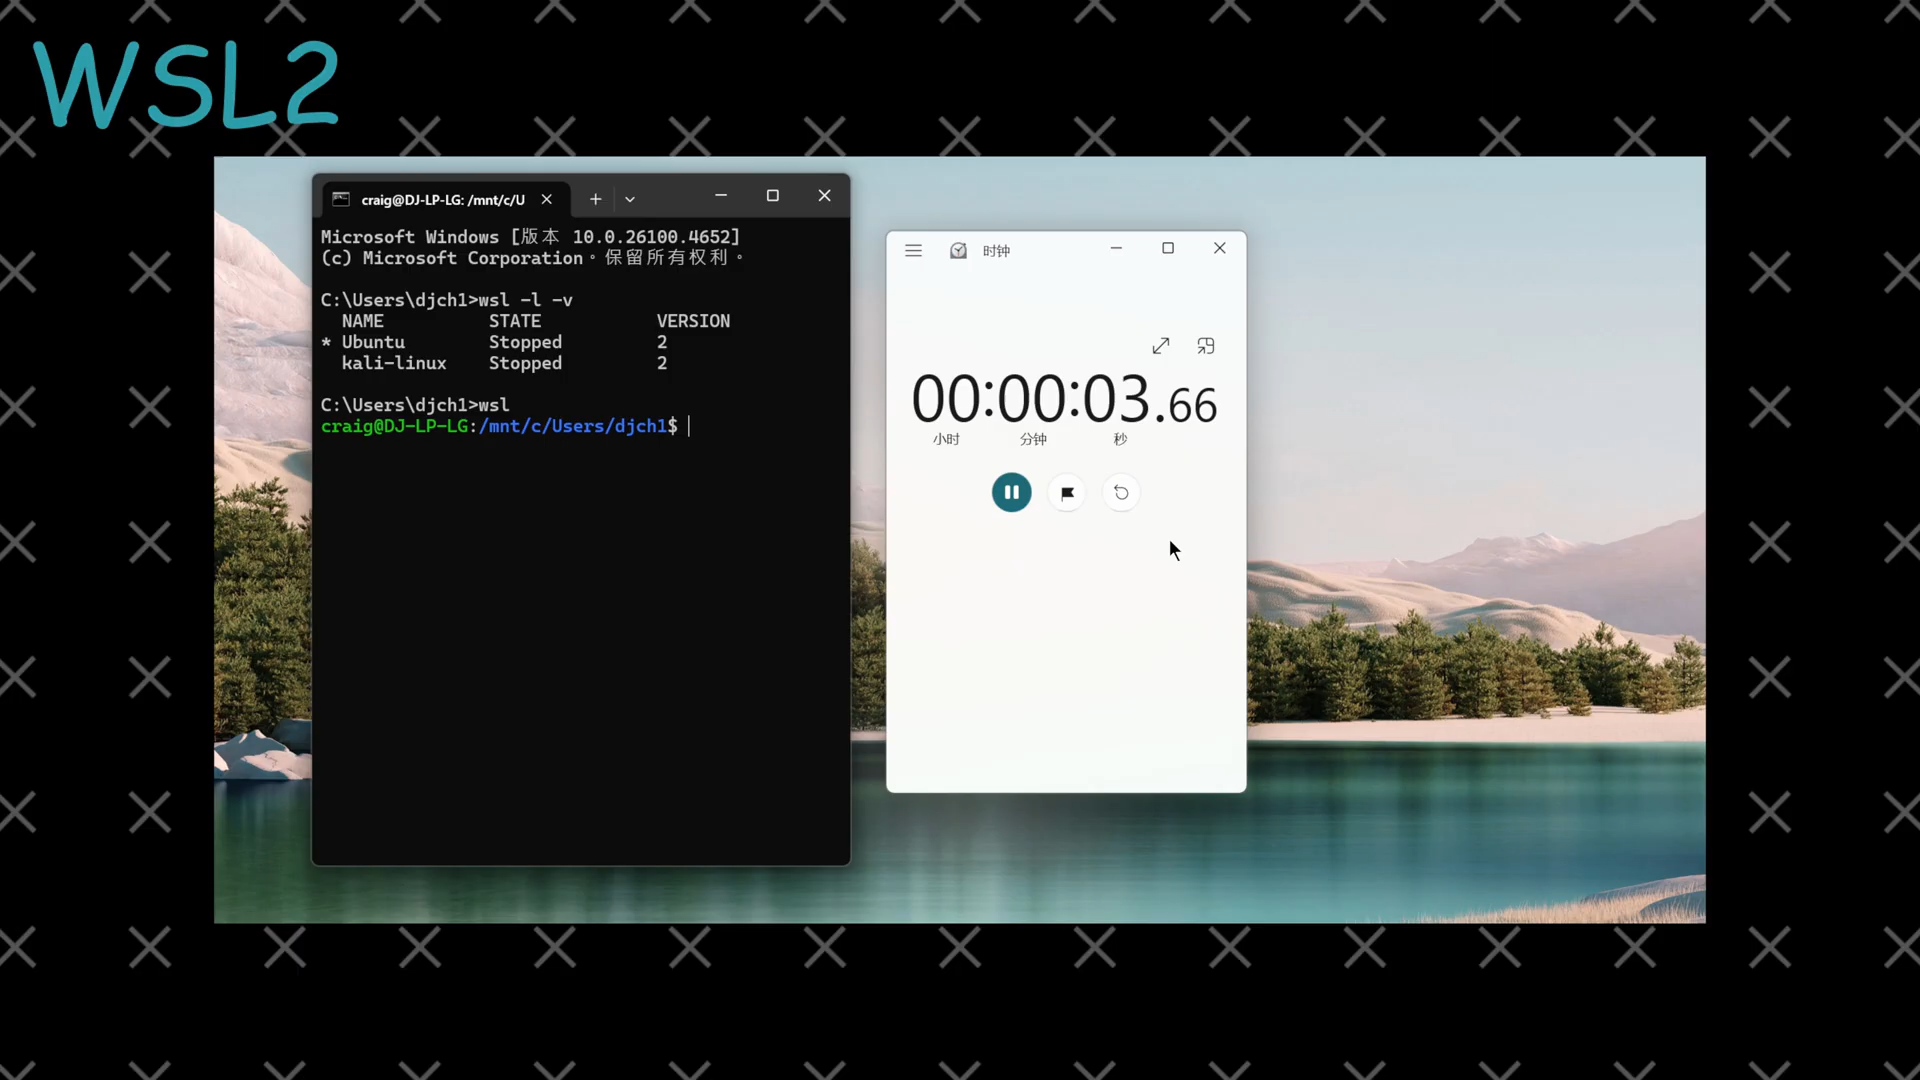 WSL2
craig@DJ-LP-LG: /mnt/c/U
Microsoft Windows [版本 10.0.26100.4652]
(c) Microsoft Corporation。保留所有权利。
C:\Users\djch1>wsl -l -v
NAME STATE VERSION
* Ubuntu Stopped 2
kali-linux Stopped 2
C:\Users\djch1>wsl
craig@DJ-LP-LG:/mnt/c/Users/djch1$
时钟
00:00:03.66
小时 分钟 秒